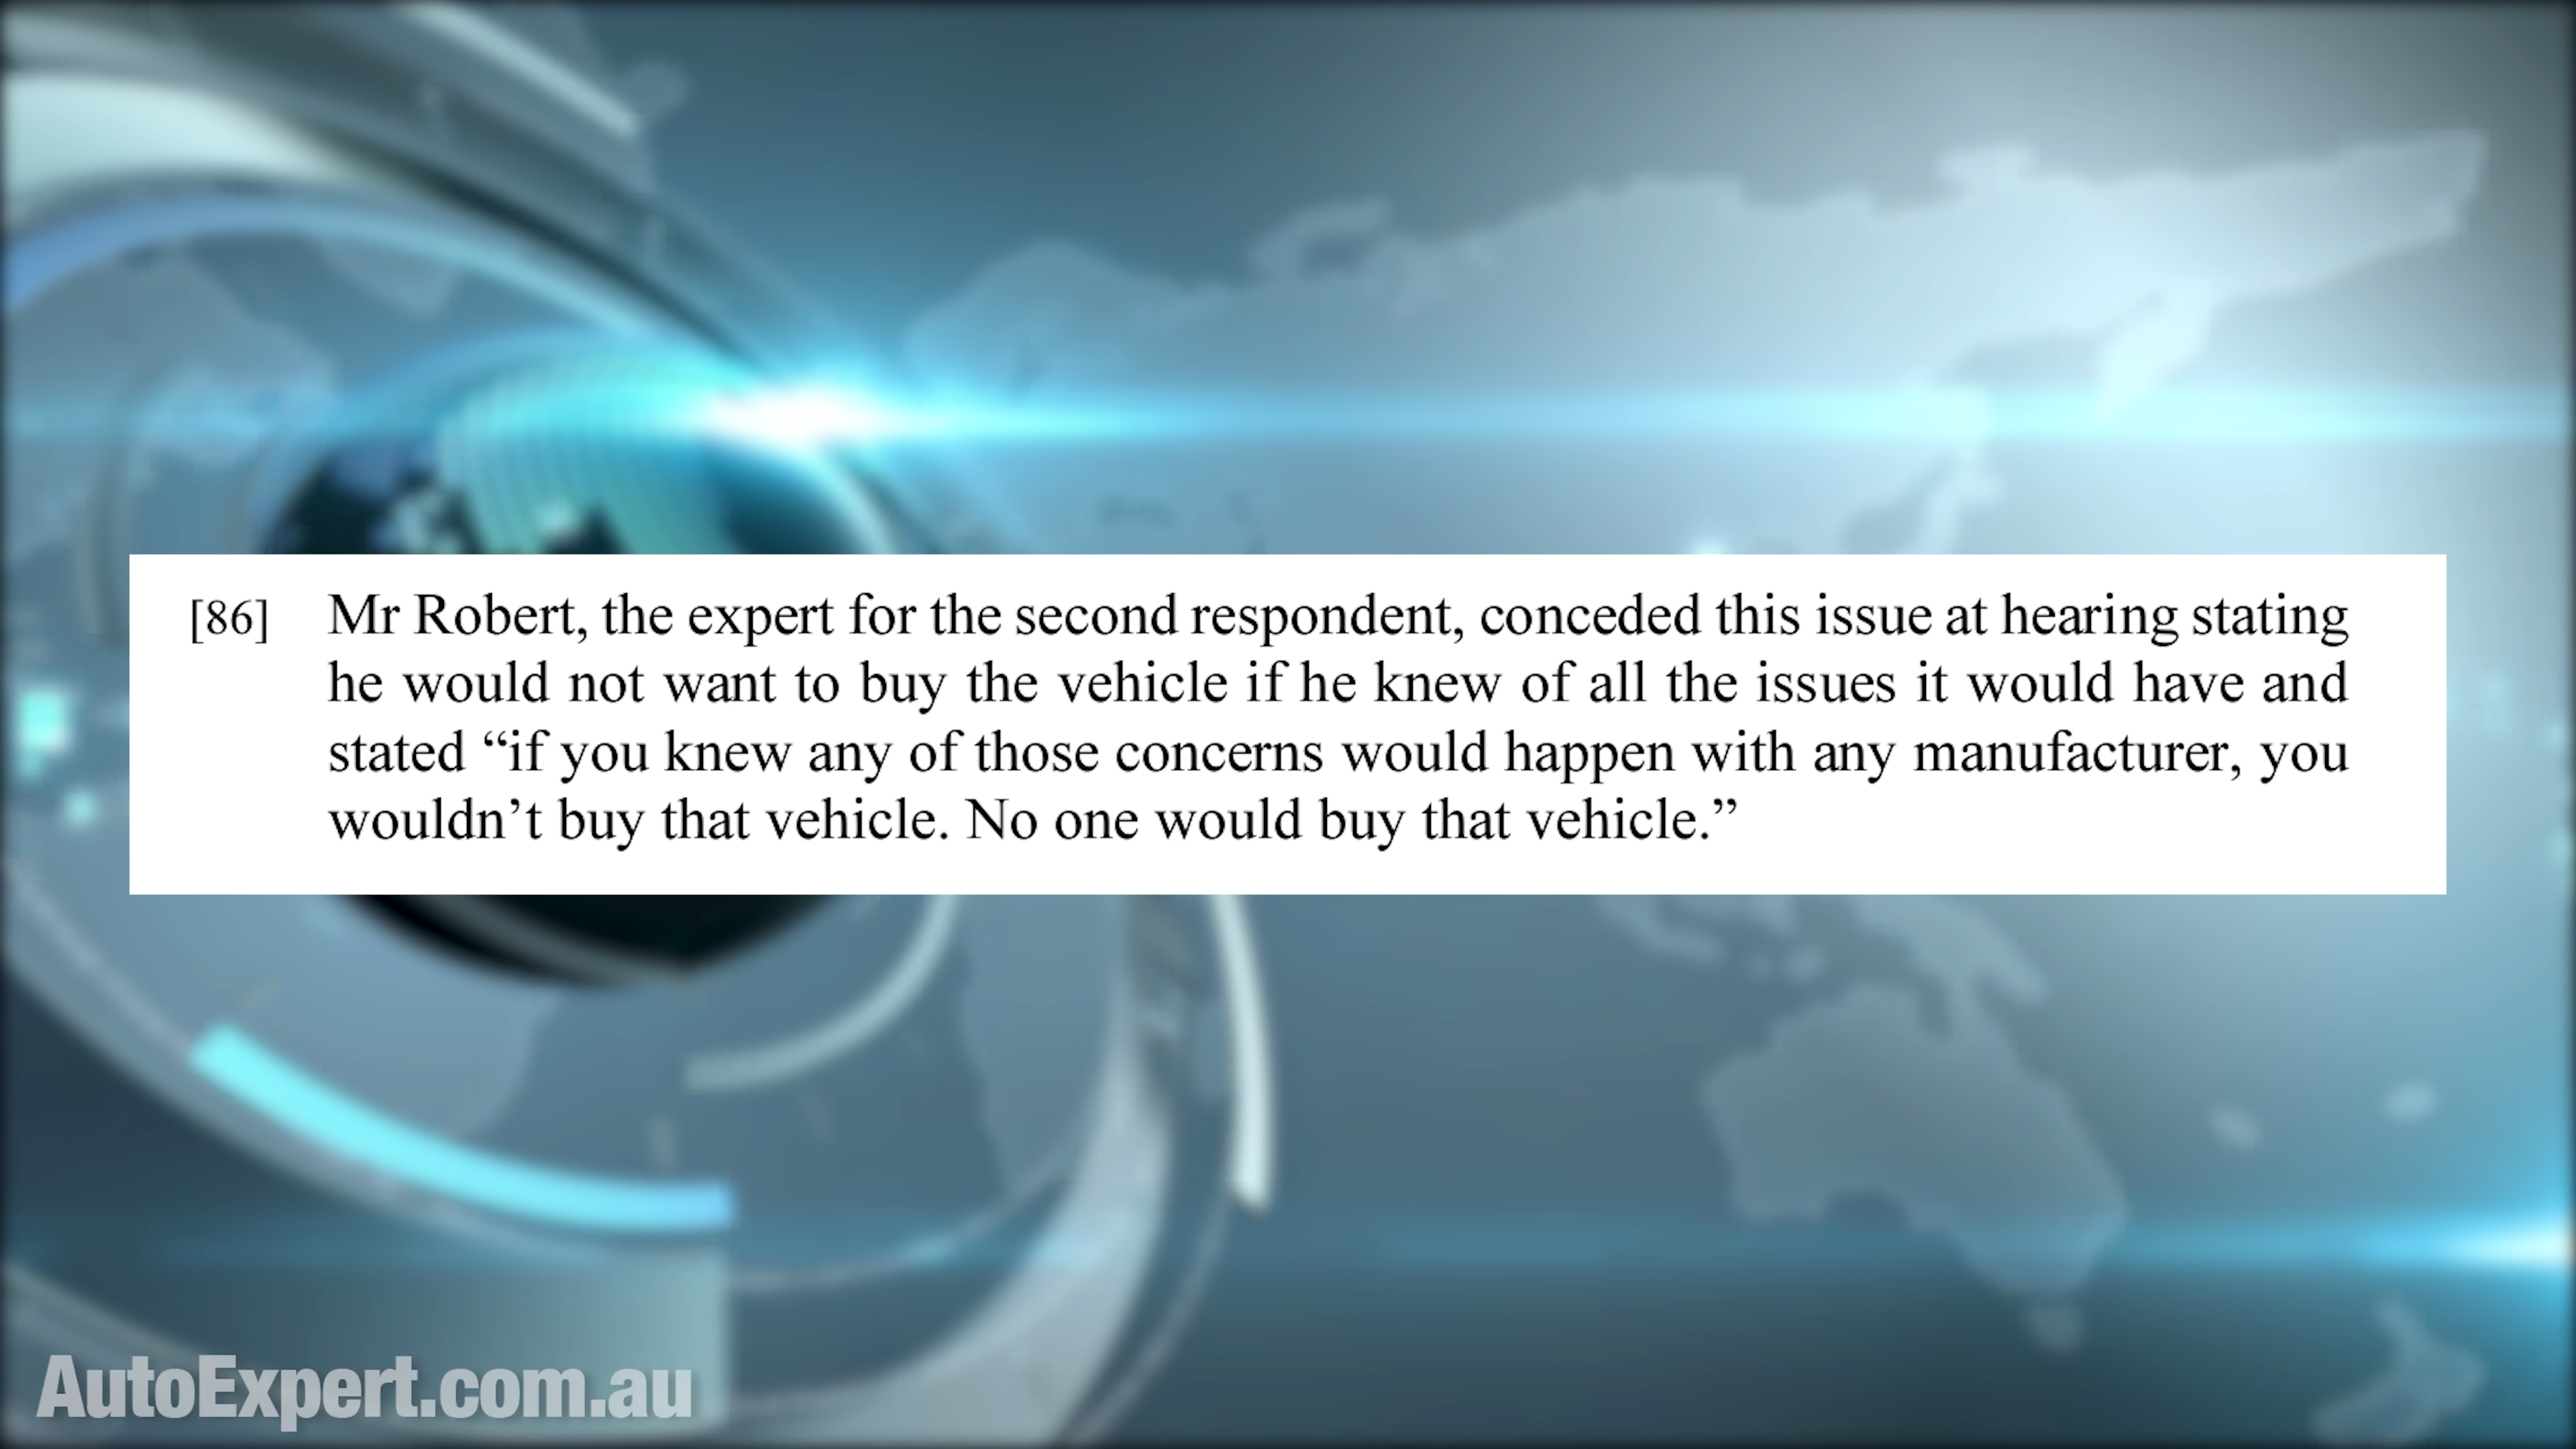 [86] Mr Robert, the expert for the second respondent, conceded this issue at hearing stating
he would not want to buy the vehicle if he knew of all the issues it would have and
stated “if you knew any of those concerns would happen with any manufacturer, you
wouldn’t buy that vehicle. No one would buy that vehicle.”
AutoExpert.com.au